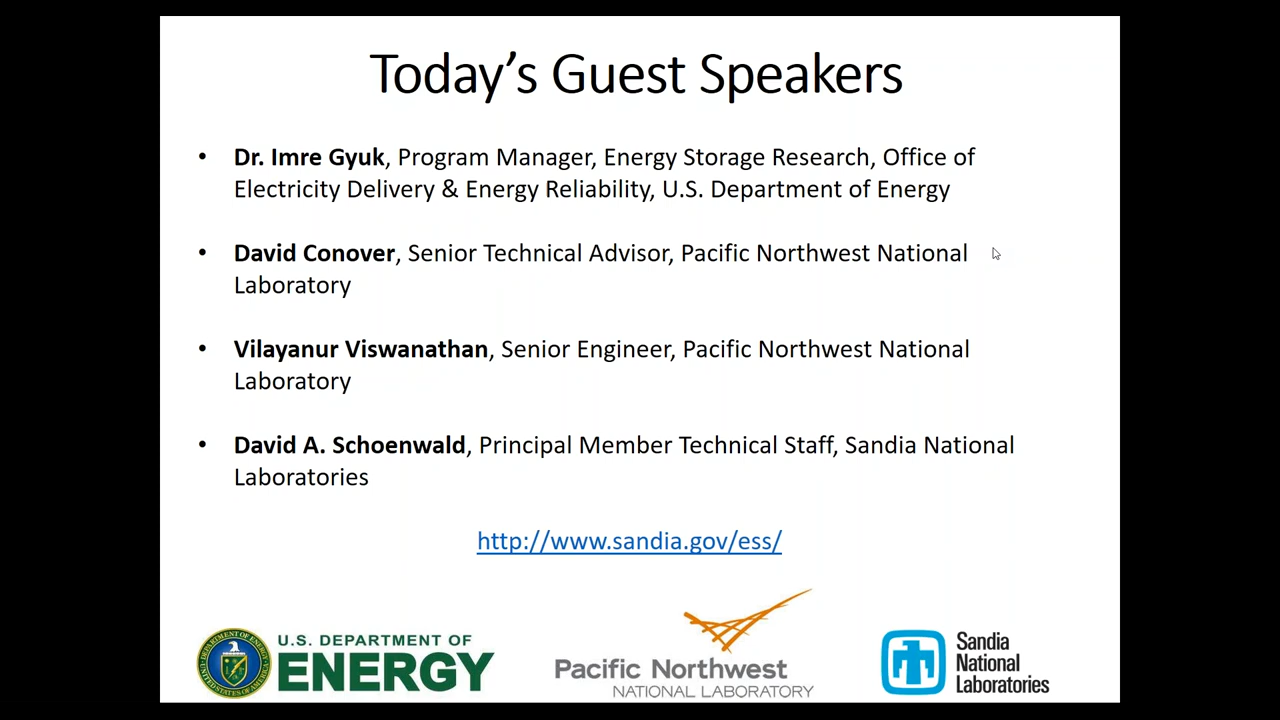 Today's Guest Speakers
• Dr. Imre Gyuk, Program Manager, Energy Storage Research, Office of
Electricity Delivery & Energy Reliability, U.S. Department of Energy
• David Conover, Senior Technical Advisor, Pacific Northwest National
Laboratory
• Vilayanur Viswanathan, Senior Engineer, Pacific Northwest National
Laboratory
• David A. Schoenwald, Principal Member Technical Staff, Sandia National
Laboratories
http://www.sandia.gov/ess/
U.S. DEPARTMENT OF
ENERGY
Pacific Northwest
NATIONAL LABORATORY
Sandia
National
Laboratories